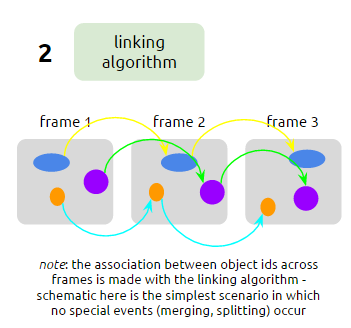 2
linking
algorithm
frame 1 frame 2 frame 3
note: the association between object ids across
frames is made with the linking algorithm -
schematic here is the simplest scenario in which
no special events (merging, splitting) occur